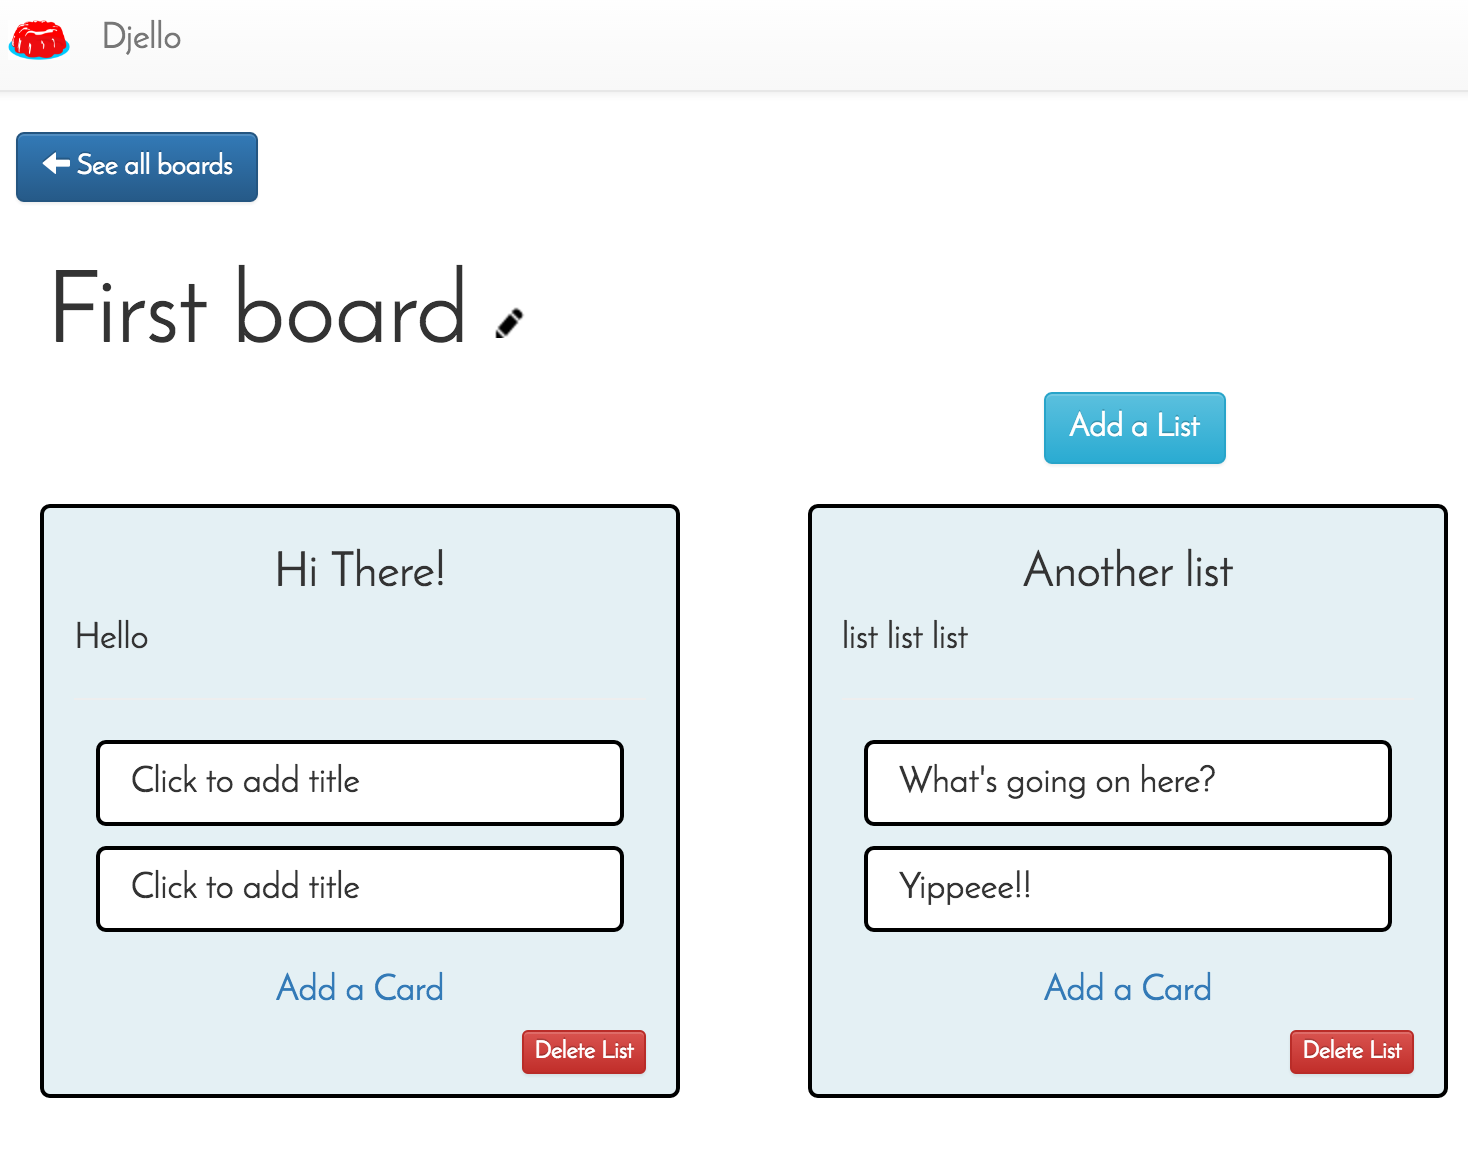 Djello
See all boards
First board
Add a List
Hi There!
Hello
Click to add title
Click to add title
Add a Card
Delete List
Another list
list list list
What's going on here?
Yippeee!!
Add a Card
Delete List